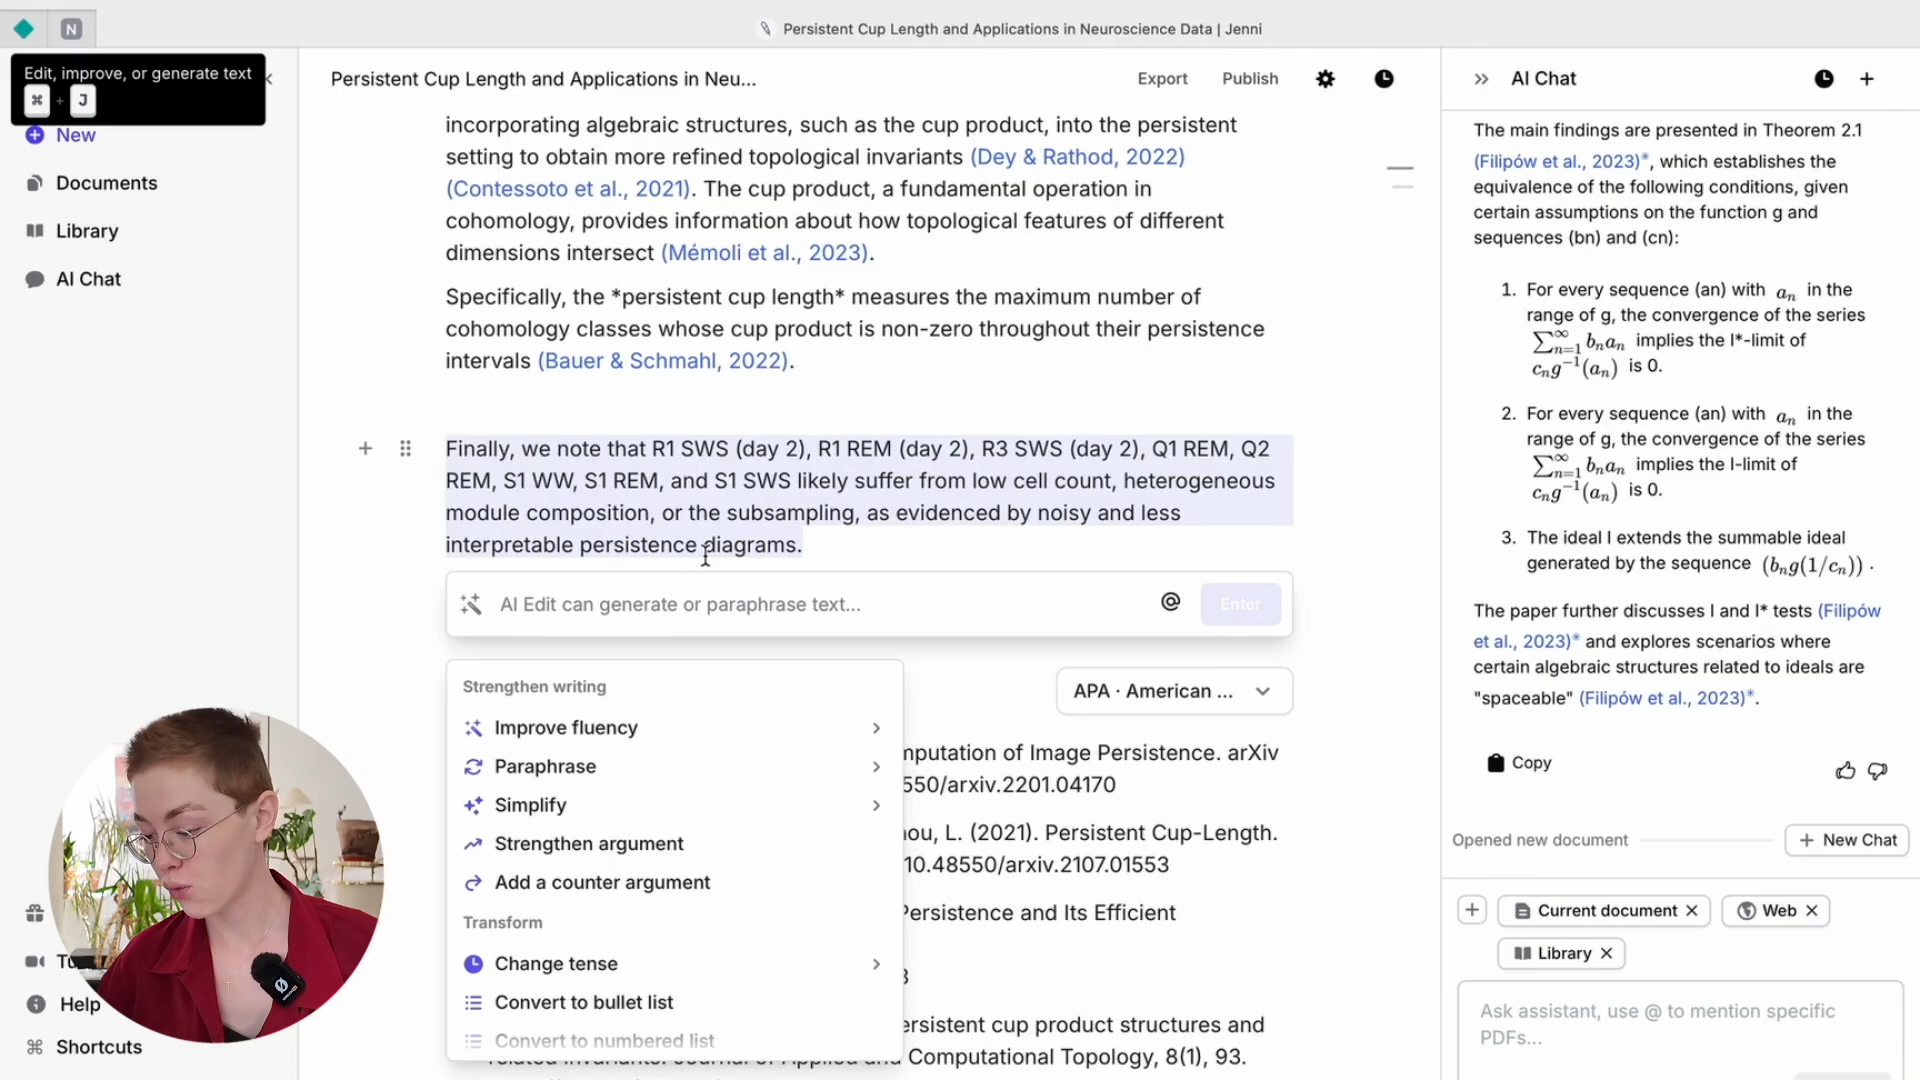 N
Persistent Cup Length and Applications in Neuroscience Data | Jenni
Edit, improve, or generate text
⌘ + J
New
Documents
Library
AI Chat
Help
Shortcuts
Persistent Cup Length and Applications in Neu...
Export
Publish
incorporating algebraic structures, such as the cup product, into the persistent
setting to obtain more refined topological invariants (Dey & Rathod, 2022)
(Contessoto et al., 2021). The cup product, a fundamental operation in
cohomology, provides information about how topological features of different
dimensions intersect (Mémoli et al., 2023).
Specifically, the *persistent cup length* measures the maximum number of
cohomology classes whose cup product is non-zero throughout their persistence
intervals (Bauer & Schmahl, 2022).
Finally, we note that R1 SWS (day 2), R1 REM (day 2), R3 SWS (day 2), Q1 REM, Q2
REM, S1 WW, S1 REM, and S1 SWS likely suffer from low cell count, heterogeneous
module composition, or the subsampling, as evidenced by noisy and less
interpretable persistence diagrams.
AI Edit can generate or paraphrase text...
@
Enter
Strengthen writing
Improve fluency
Paraphrase
Simplify
Strengthen argument
Add a counter argument
Transform
Change tense
Convert to bullet list
Convert to numbered list
APA · American ...
of Image Persistence. arXiv
550/arxiv.2201.04170
L. (2021). Persistent Cup-Length.
10.48550/arxiv.2107.01553
Persistence and Its Efficient
cup product structures and
Computational Topology, 8(1), 93.
AI Chat
The main findings are presented in Theorem 2.1
(Filipów et al., 2023)*, which establishes the
equivalence of the following conditions, given
certain assumptions on the function g and
sequences (bn) and (cn):
1. For every sequence (an) with aₙ in the
range of g, the convergence of the series
∑ₙ₌₁^∞ bₙaₙ implies the I*-limit of
cₙg⁻¹(aₙ) is 0.
2. For every sequence (an) with aₙ in the
range of g, the convergence of the series
∑ₙ₌₁^∞ bₙaₙ implies the I-limit of
cₙg⁻¹(aₙ) is 0.
3. The ideal I extends the summable ideal
generated by the sequence (bₙg(1/cₙ)) .
The paper further discusses I and I* tests (Filipów
et al., 2023)* and explores scenarios where
certain algebraic structures related to ideals are
"spaceable" (Filipów et al., 2023)*.
Copy
Opened new document
+ New Chat
Current document
Web
Library
Ask assistant, use @ to mention specific
PDFs...